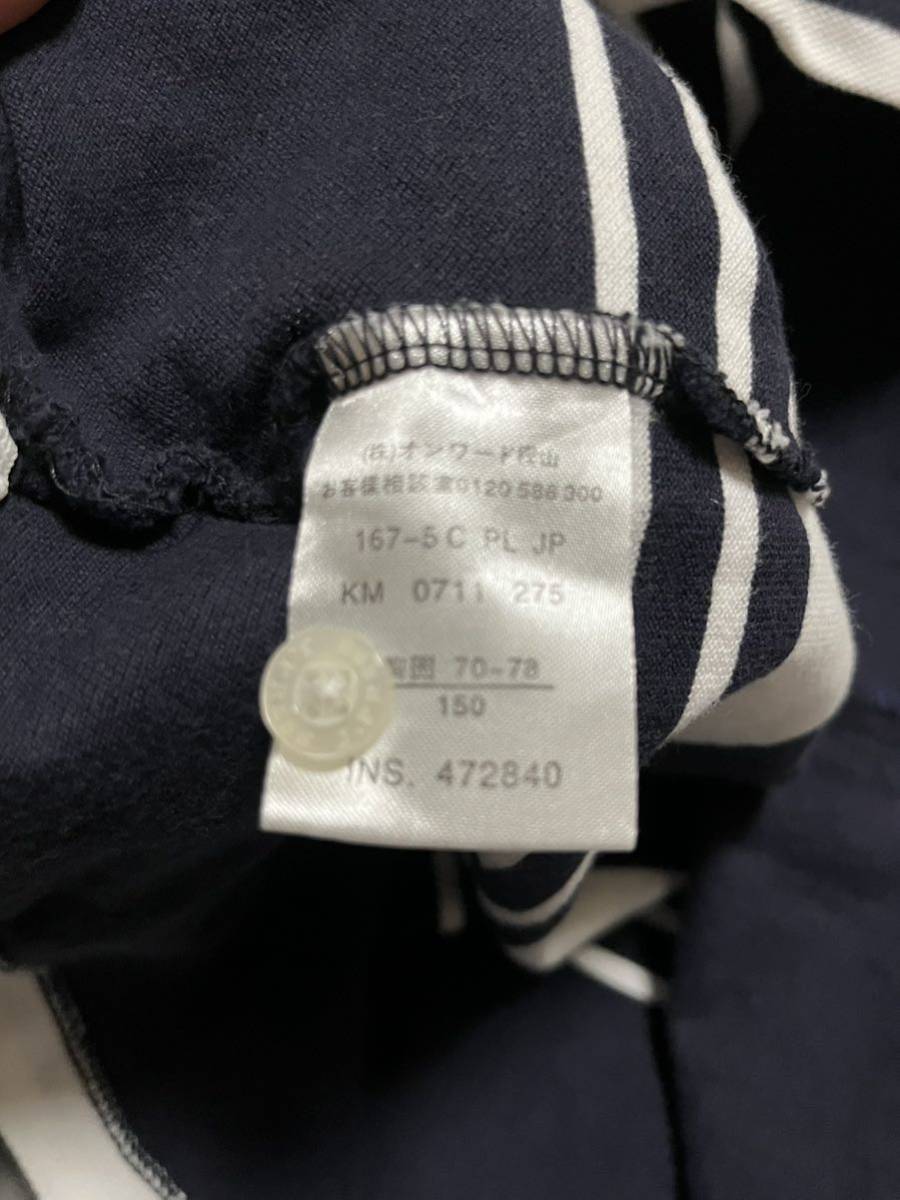 (株)オンワード樫山
お客様相談室0120 586 300
167-5C PL JP
KM 0711 275
胸囲 70-78
150
INS. 472840